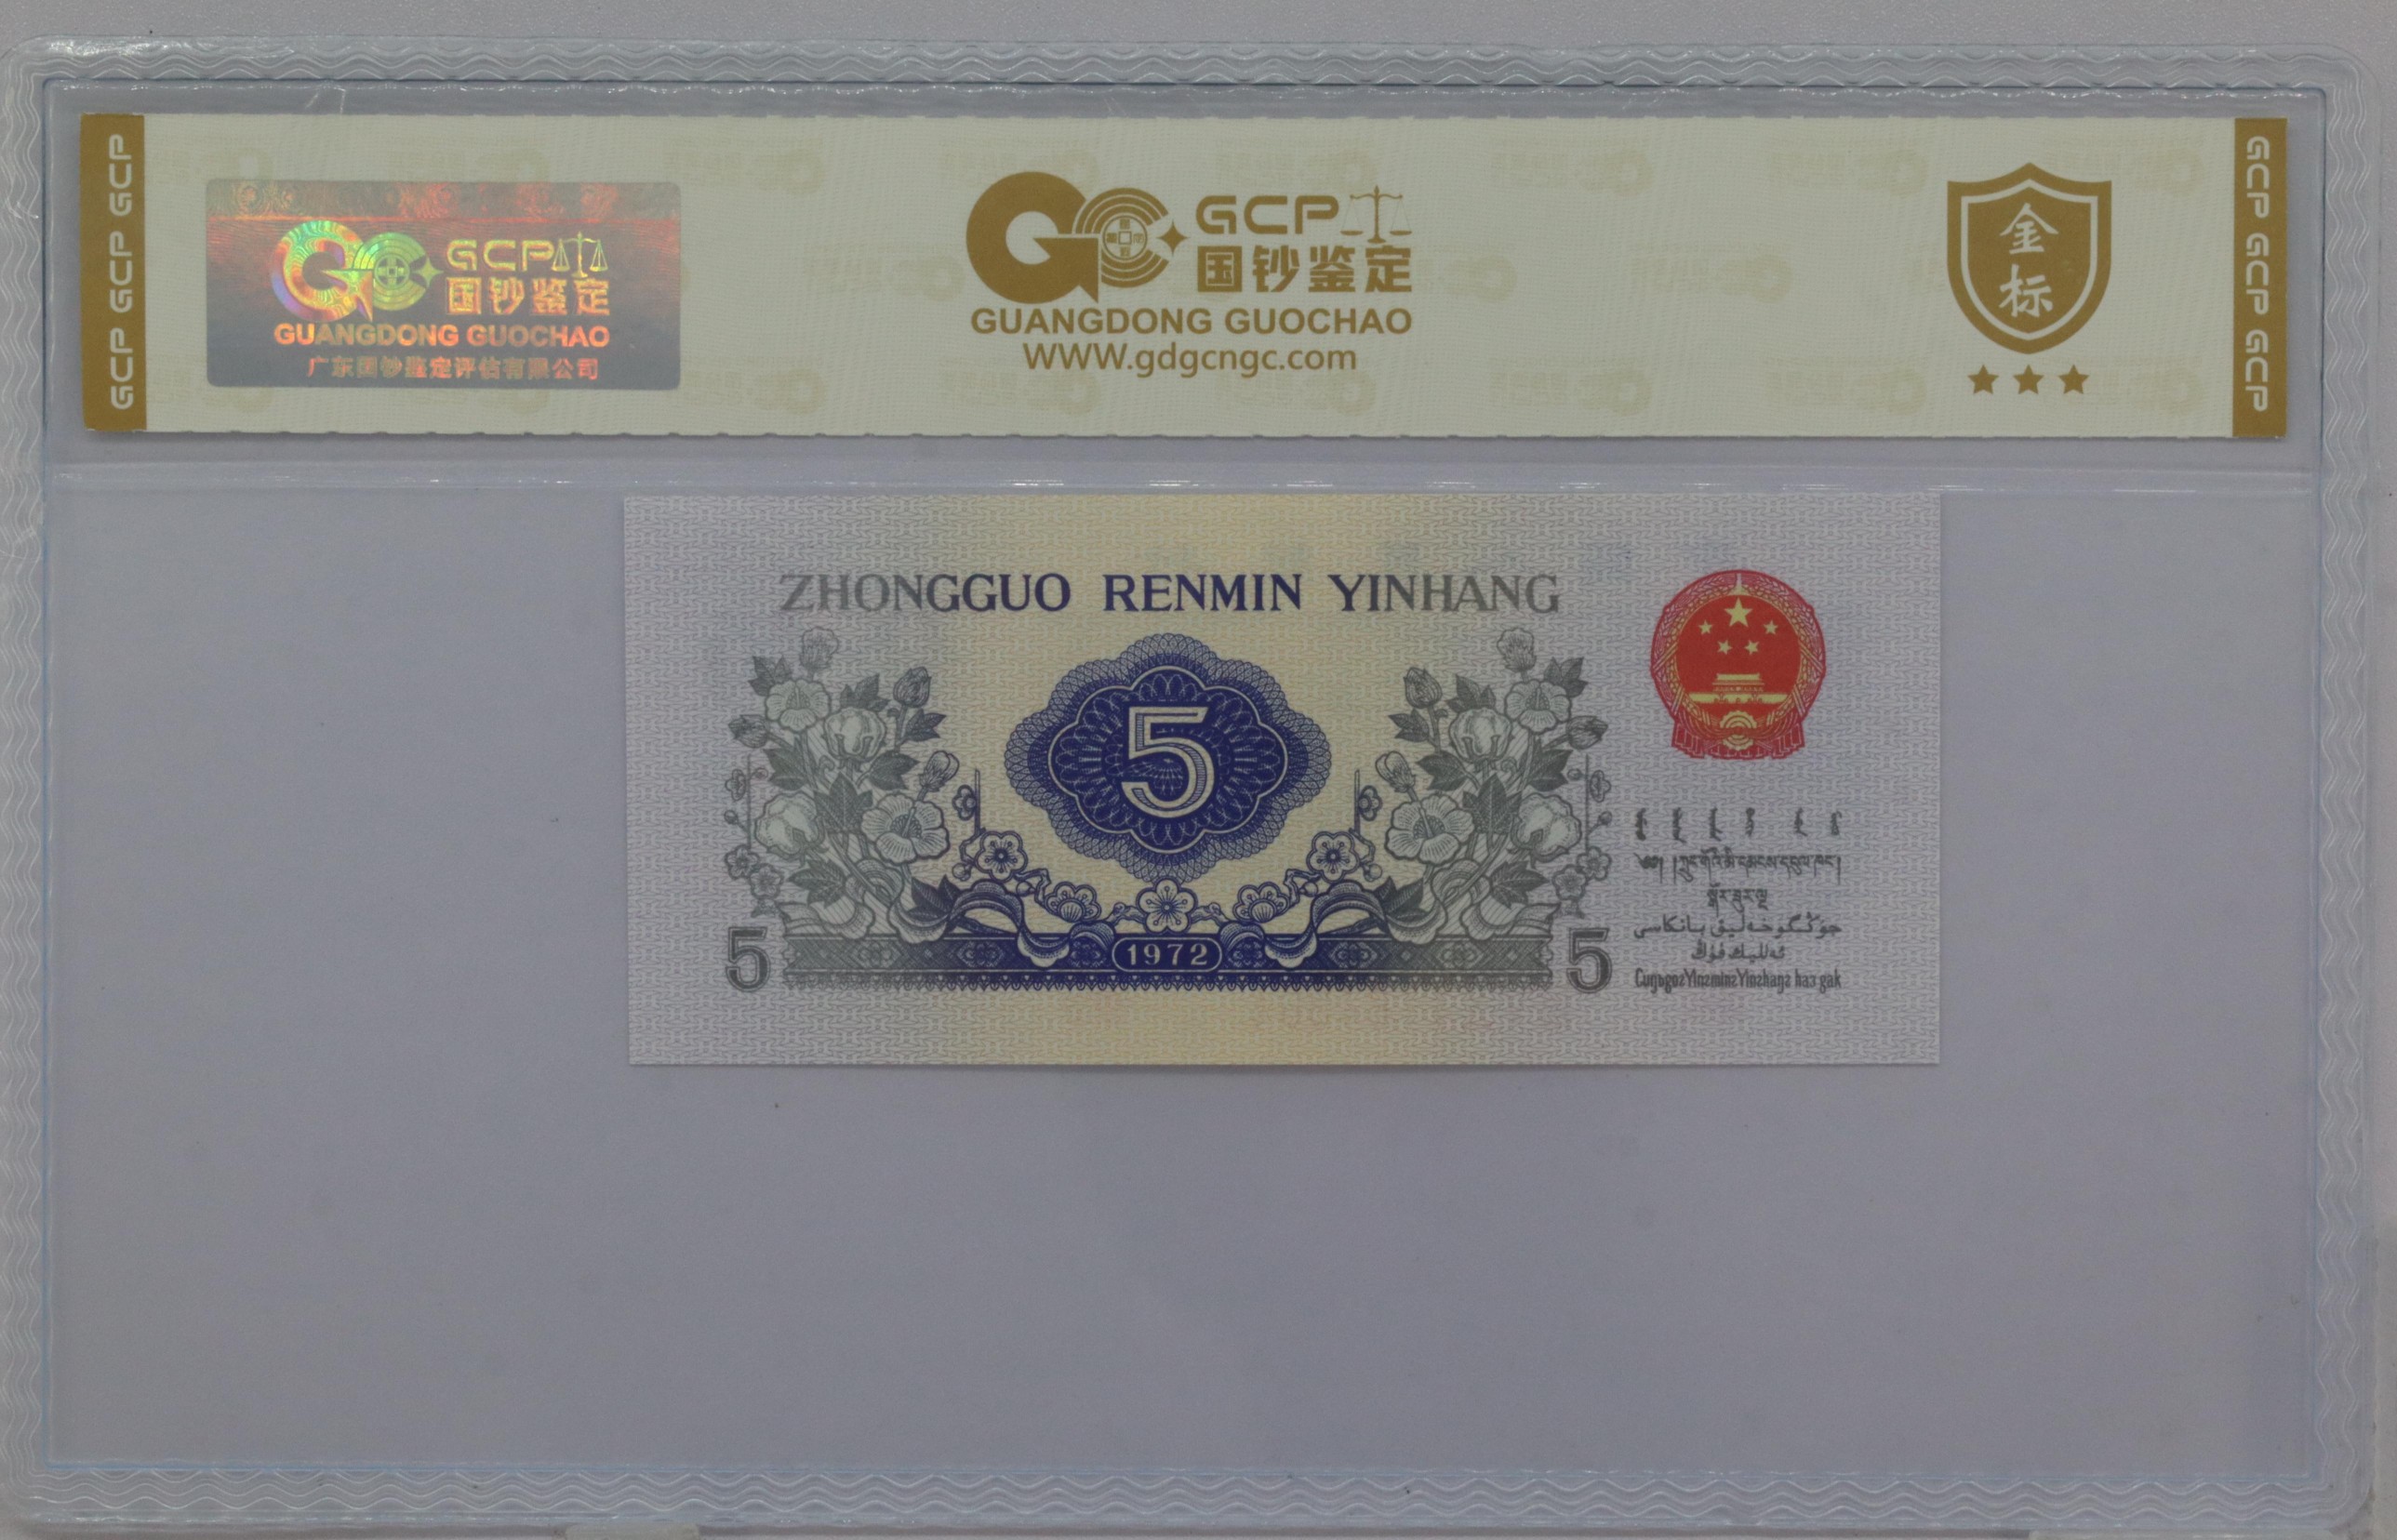 GCP GCP GCP
GCP
国钞鉴定
GUANGDONG GUOCHAO
广东国钞鉴定评估有限公司
GCP
国钞鉴定
GUANGDONG GUOCHAO
WWW.gdgcngc.com
金
标
GCP GCP GCP
ZHONGGUO RENMIN YINHANG
5
1972
5
5
جۇڭگوخەلىق بانكاسى